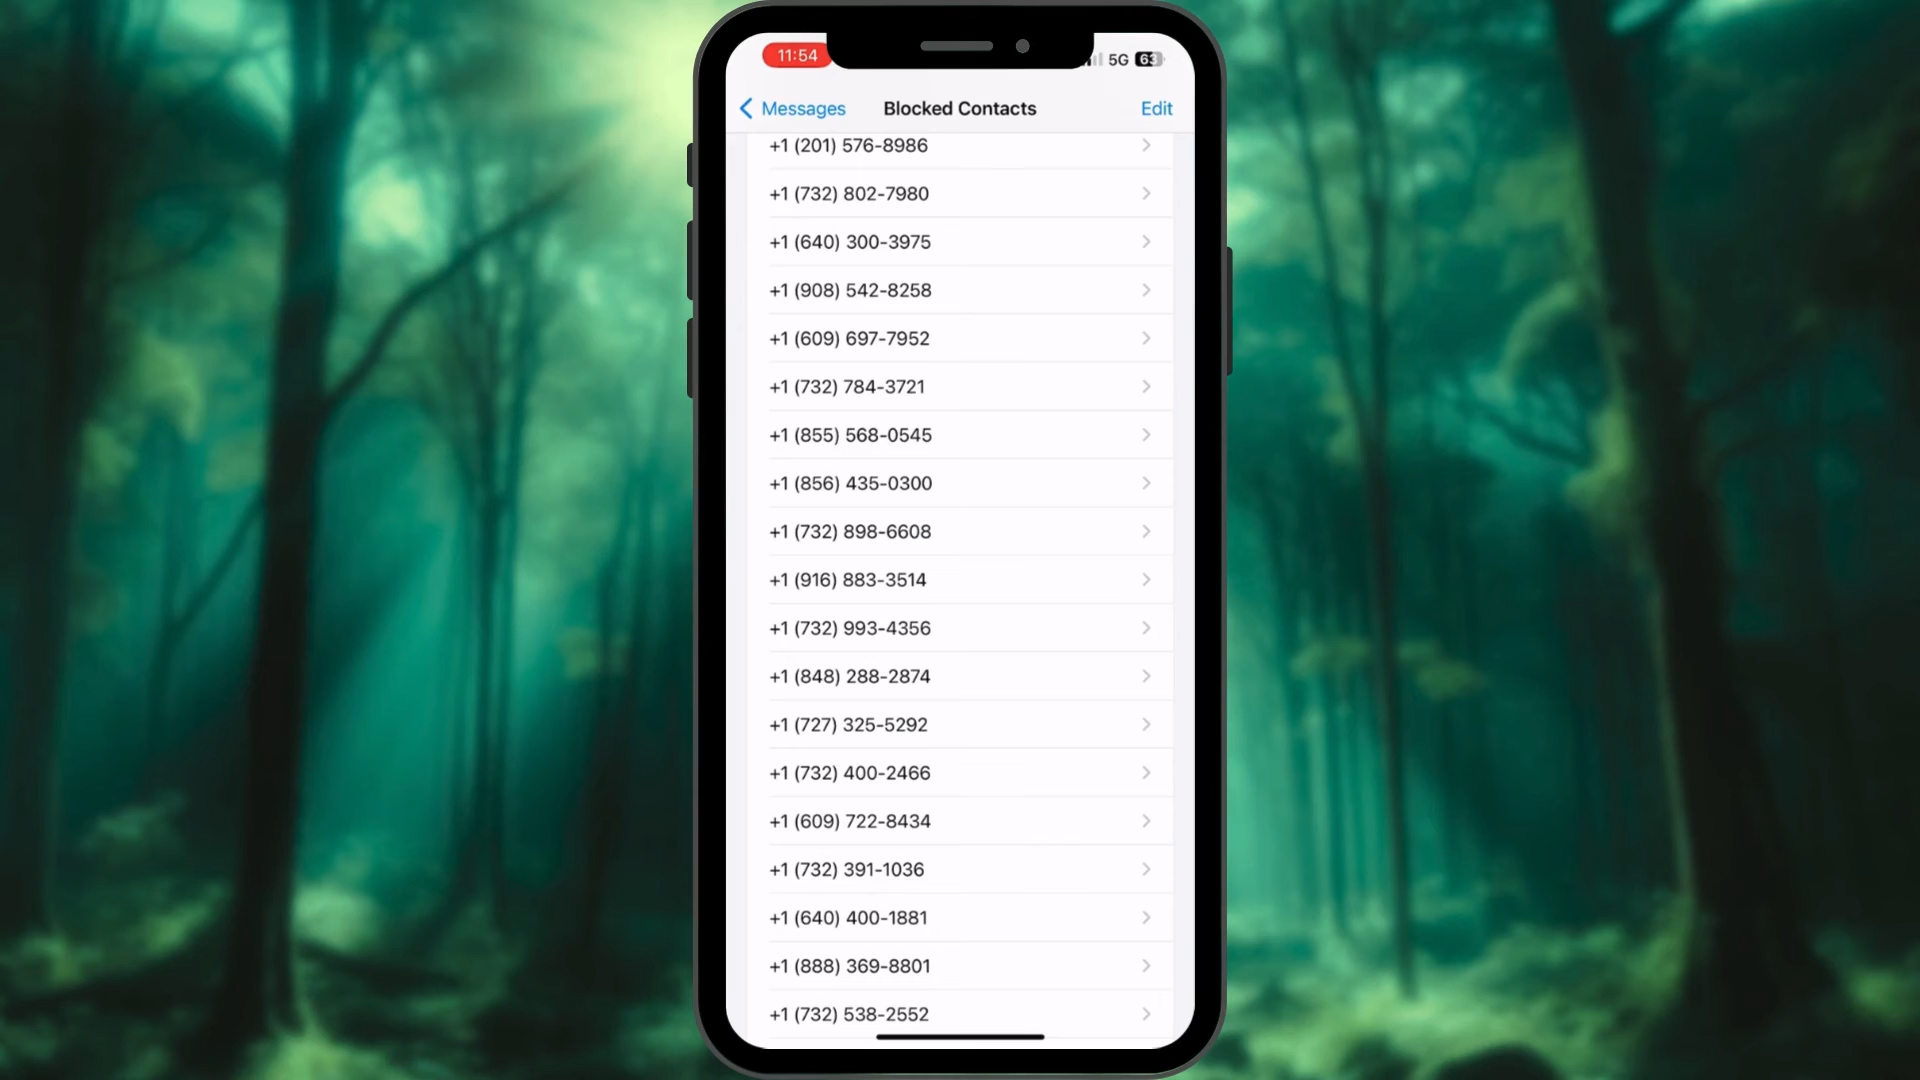 11:54
5G 63
Messages
Blocked Contacts
Edit
+1 (201) 576-8986
+1 (732) 802-7980
+1 (640) 300-3975
+1 (908) 542-8258
+1 (609) 697-7952
+1 (732) 784-3721
+1 (855) 568-0545
+1 (856) 435-0300
+1 (732) 898-6608
+1 (916) 883-3514
+1 (732) 993-4356
+1 (848) 288-2874
+1 (727) 325-5292
+1 (732) 400-2466
+1 (609) 722-8434
+1 (732) 391-1036
+1 (640) 400-1881
+1 (888) 369-8801
+1 (732) 538-2552